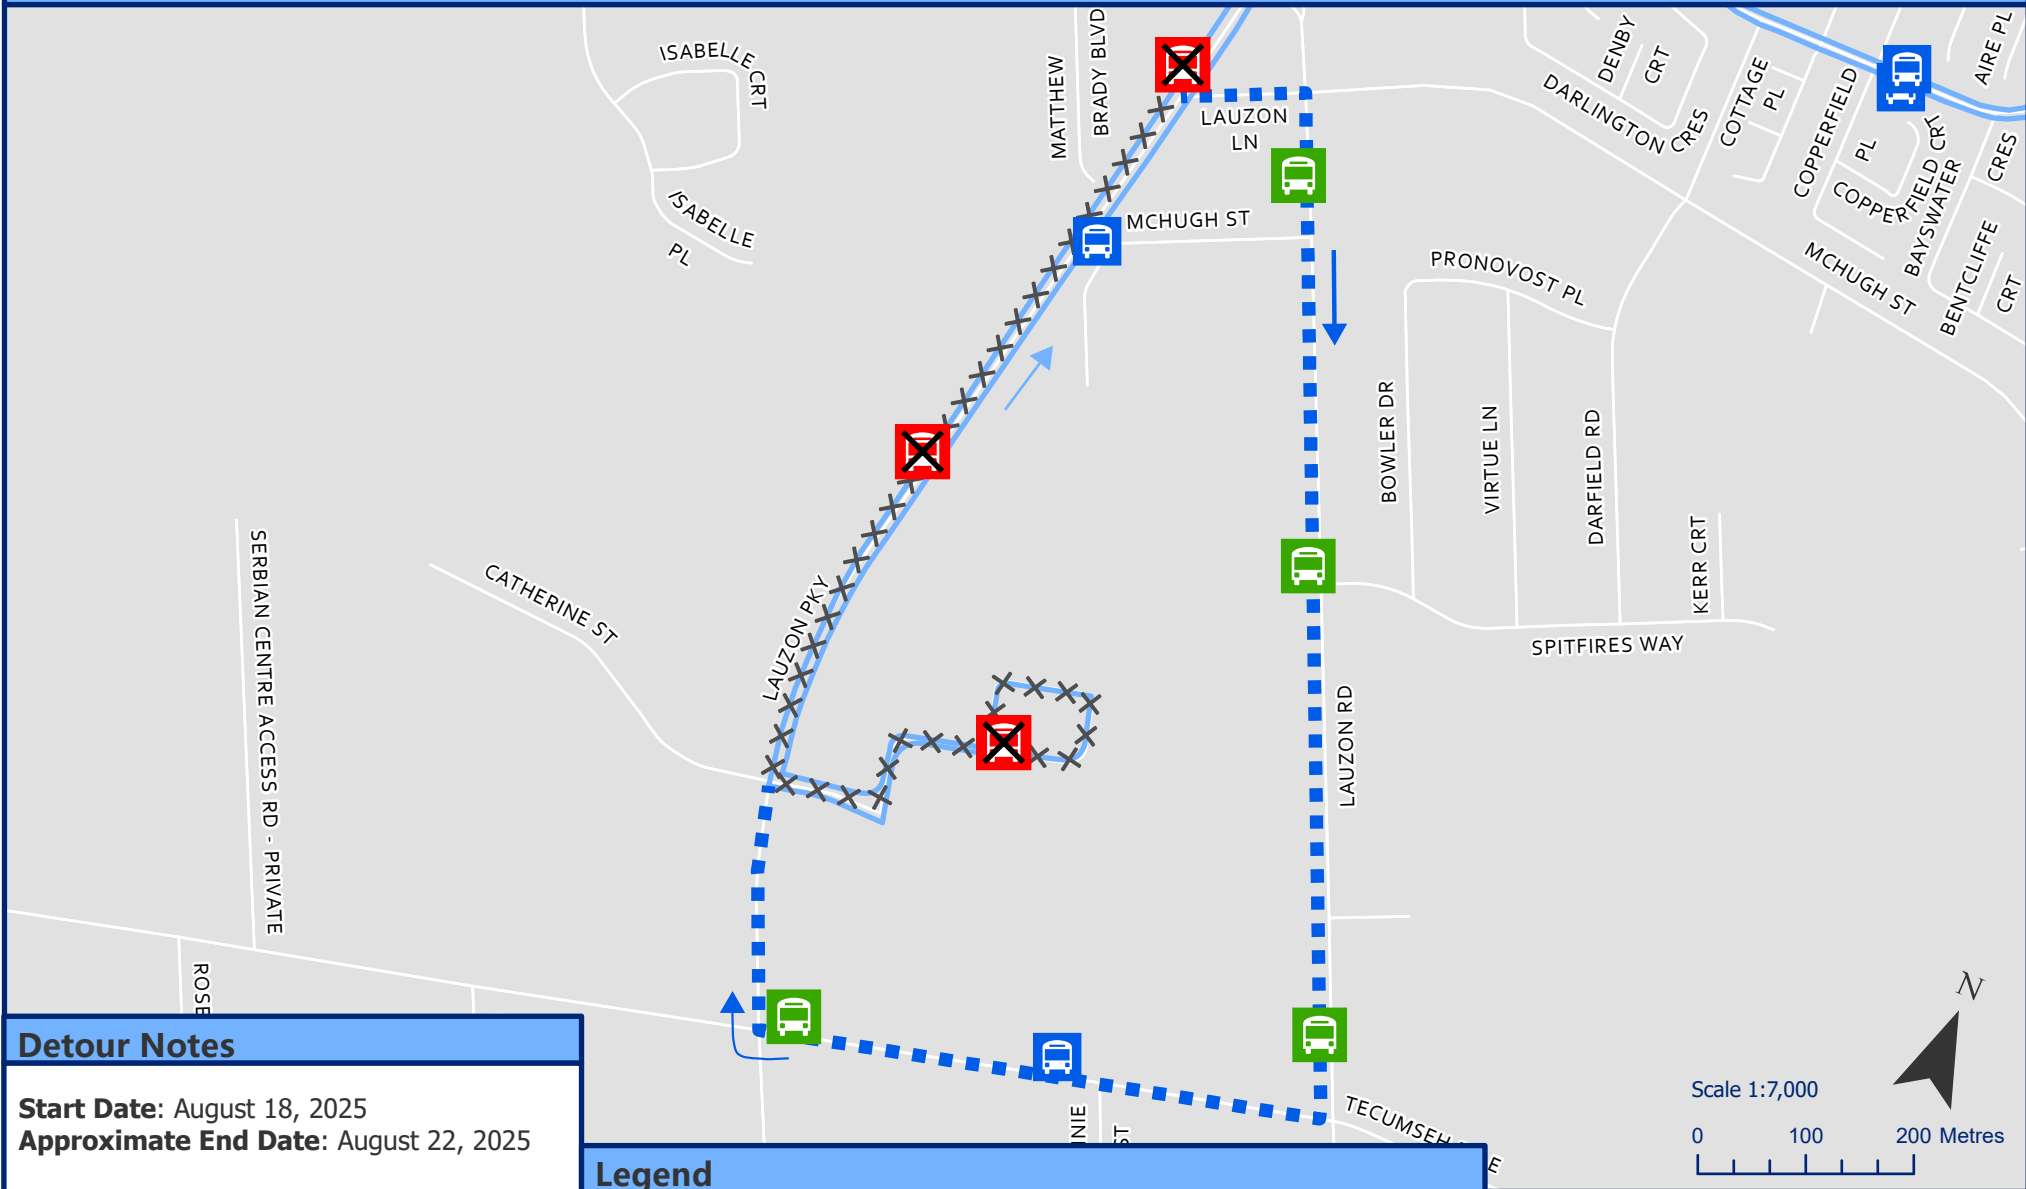 ISABELLE
CRT
ISABELLE
PL
MATTHEW
BRADY BLVD
LAUZON
LN
MCHUGH ST
DENBY
CRT
DARLINGTON CRES
COTTAGE
PL
COPPERFIELD
PL
COPPERFIELD CRT
BAYSWATER
CRES
AIRE PL
BENTCLIFFE
CRT
MCHUGH ST
PRONOVOST PL
BOWLER DR
VIRTUE LN
DARFIELD RD
KERR CRT
SPITFIRES WAY
SERBIAN CENTRE ACCESS RD - PRIVATE
CATHERINE ST
LAUZON PKY
LAUZON RD
ROSE
TECUMSEH
E
NIE
ST
N
Detour Notes
Start Date: August 18, 2025
Approximate End Date: August 22, 2025
Legend
Scale 1:7,000
0 100 200 Metres